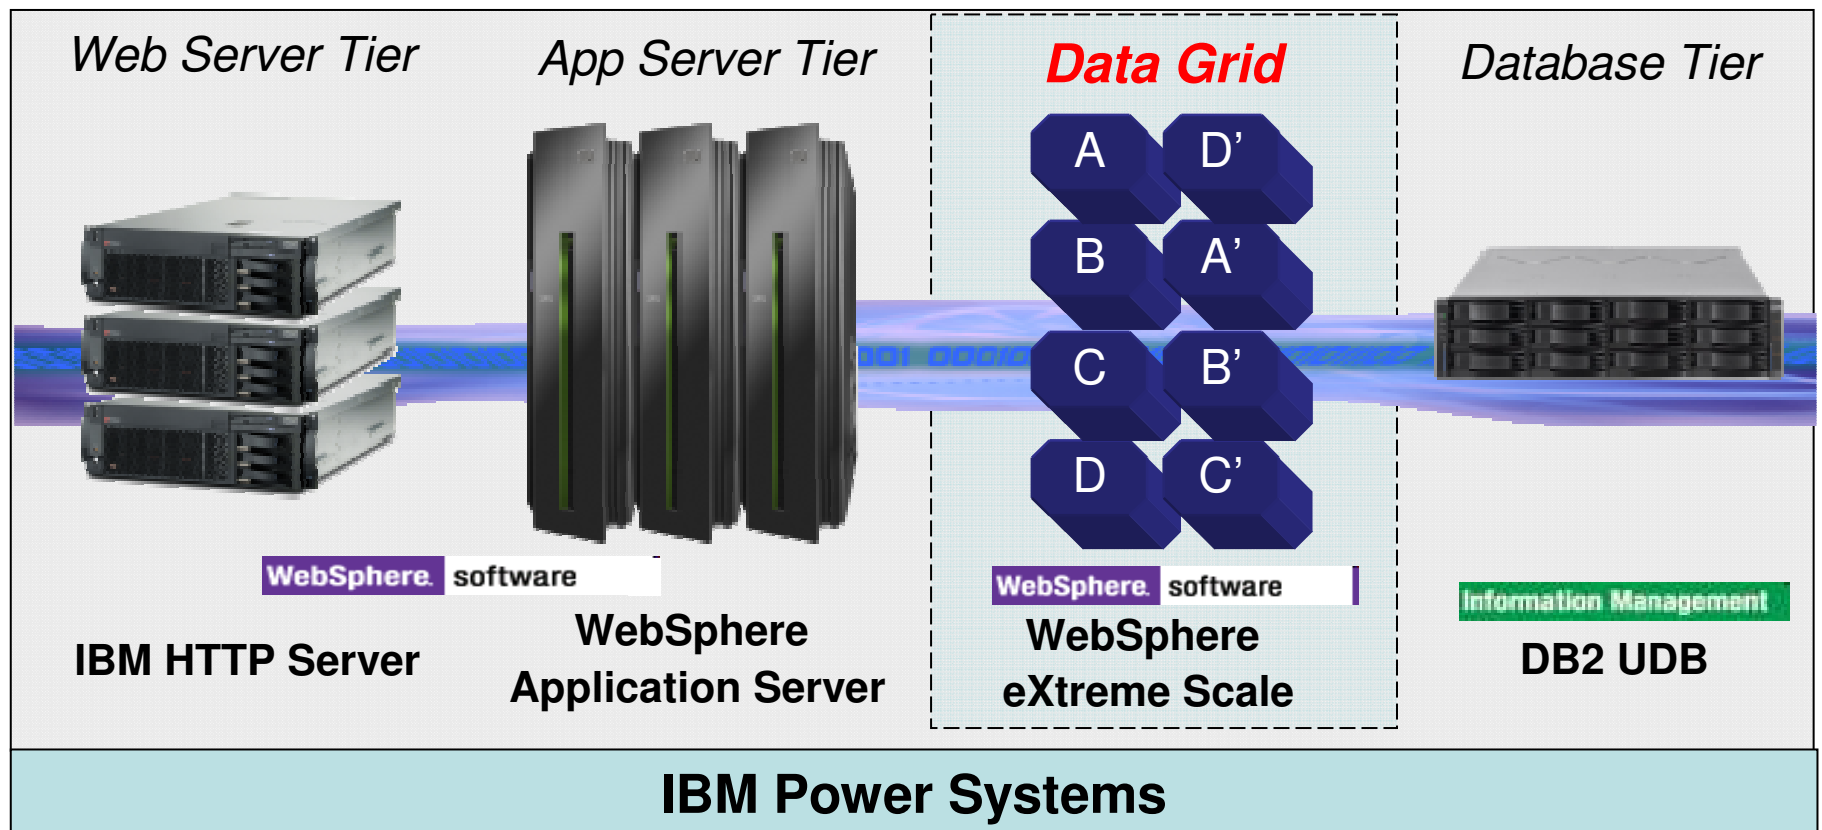 Web Server Tier
App Server Tier
Data Grid
Database Tier
A D’
B A’
C B’
D C’
WebSphere. software
WebSphere. software
Information Management
IBM HTTP Server
WebSphere
Application Server
WebSphere
eXtreme Scale
DB2 UDB
IBM Power Systems